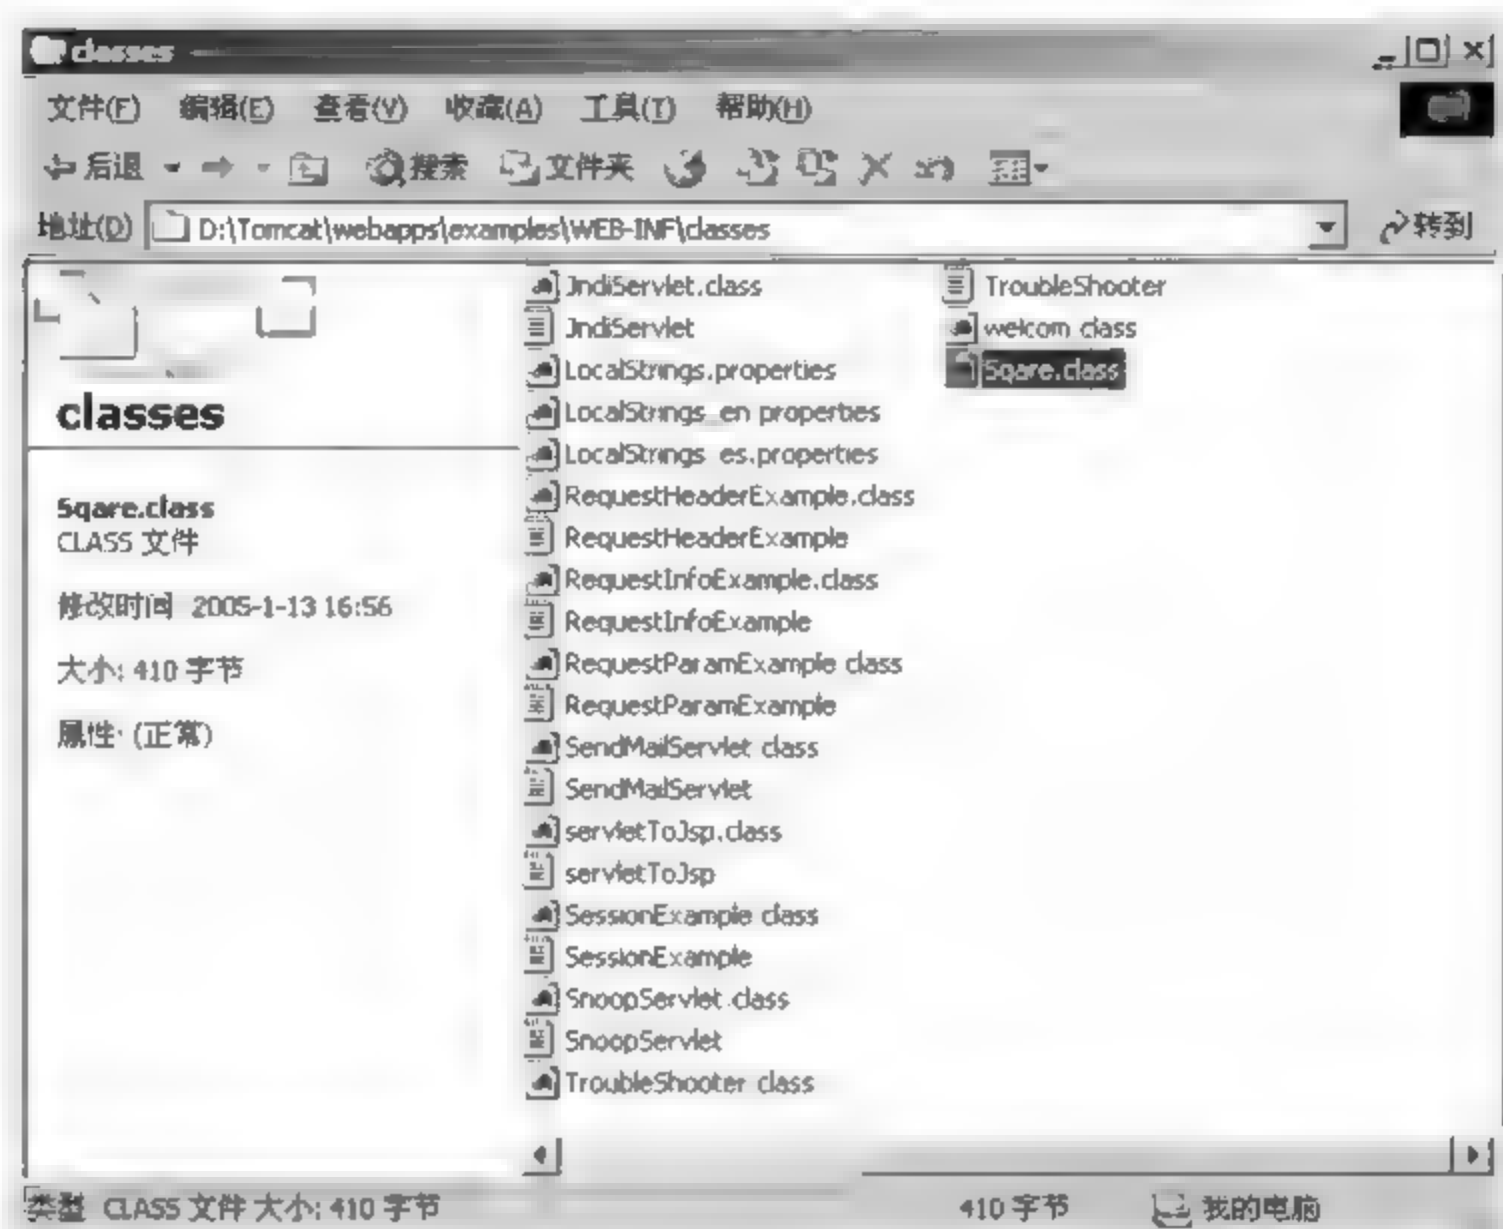 classes
文件(F) 编辑(E) 查看(V) 收藏(A) 工具(T) 帮助(H)
后退 搜索 文件夹
地址(D) D:\Tomcat\webapps\examples\WEB-INF\classes 转到
classes
Sqare.class
CLASS 文件
修改时间 2005-1-13 16:56
大小: 410 字节
属性: (正常)
JndiServlet.class
JndiServlet
LocalStrings.properties
LocalStrings_en properties
LocalStrings_es.properties
RequestHeaderExample.class
RequestHeaderExample
RequestInfoExample.class
RequestInfoExample
RequestParamExample class
RequestParamExample
SendMailServlet class
SendMailServlet
servletToJsp.class
servletToJsp
SessionExample class
SessionExample
SnoopServlet.class
SnoopServlet
TroubleShooter class
TroubleShooter
welcom class
Sqare.class
类型 CLASS 文件 大小: 410 字节 410 字节 我的电脑